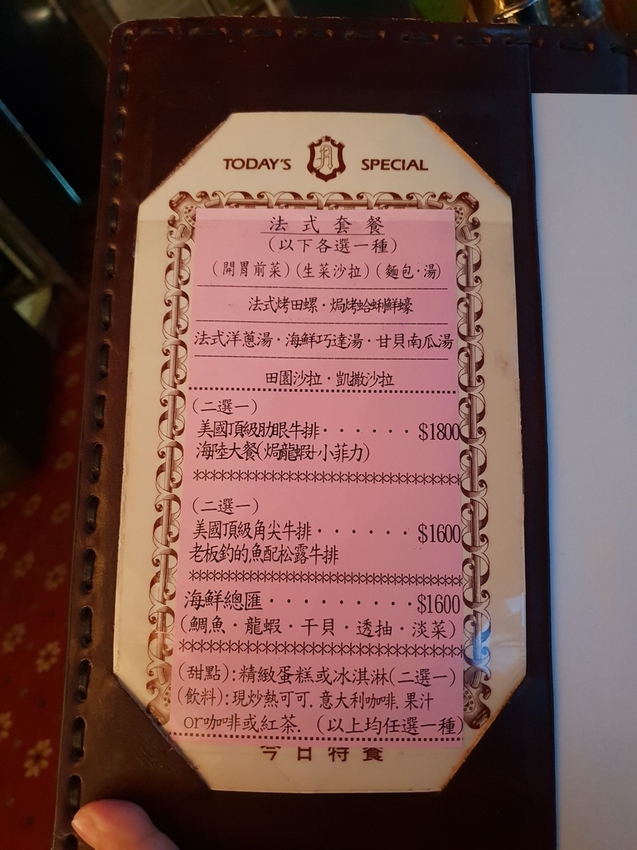 TODAY'S SPECIAL
法式套餐
(以下各選一種)
(開胃前菜)(生菜沙拉)(麵包·湯)
法式烤田螺·焗烤蛤蜊鮮蠔
法式洋蔥湯·海鮮巧達湯·甘貝南瓜湯
田園沙拉·凱撒沙拉
(二選一)
美國頂級肋眼牛排······$1800
海陸大餐(焗龍蝦+小菲力)
******************************
(二選一)
美國頂級角尖牛排······$1600
老板釣的魚配松露牛排
******************************
海鮮總匯·········$1600
(鯛魚·龍蝦·干貝·透抽·淡菜)
******************************
(甜點):精緻蛋糕或冰淇淋(二選一)
(飲料):現炒熱可可.意大利咖啡.果汁
or咖啡或紅茶.(以上均任選一種)
今日特餐